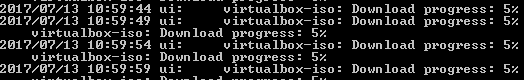 2017/07/13 10:59:44 ui:     virtualbox-iso: Download progress: 5%
2017/07/13 10:59:49 ui:     virtualbox-iso: Download progress: 5%
    virtualbox-iso: Download progress: 5%
2017/07/13 10:59:54 ui:     virtualbox-iso: Download progress: 5%
    virtualbox-iso: Download progress: 5%
2017/07/13 10:59:59 ui:     virtualbox-iso: Download progress: 5%
    virtualbox-iso: Download progress: 5%